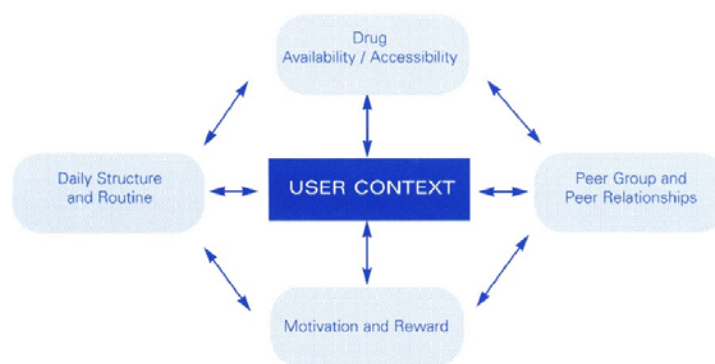 Drug
Availability / Accessibility
Daily Structure
and Routine
USER CONTEXT
Peer Group and
Peer Relationships
Motivation and Reward